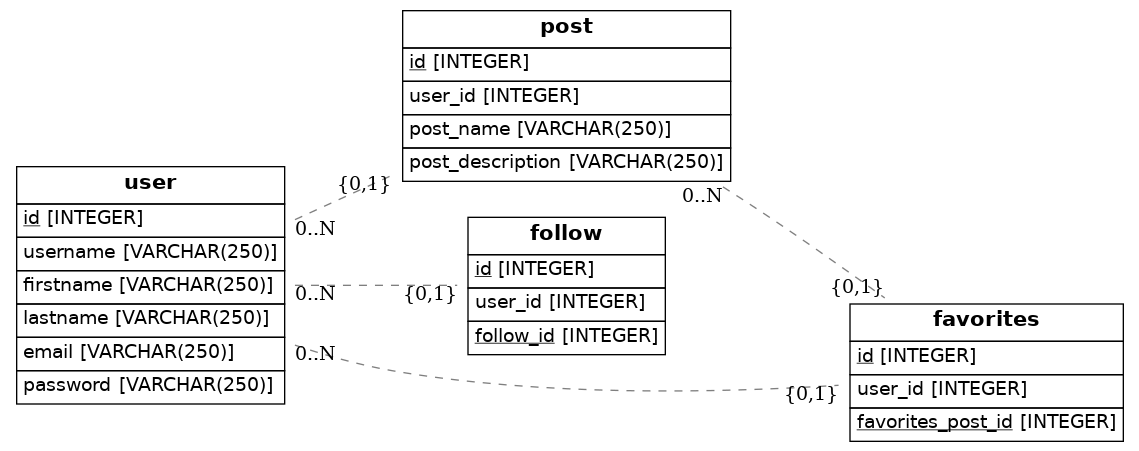 post
id [INTEGER]
user_id [INTEGER]
post_name [VARCHAR(250)]
post_description [VARCHAR(250)]
user
id [INTEGER]
username [VARCHAR(250)]
firstname [VARCHAR(250)]
lastname [VARCHAR(250)]
email [VARCHAR(250)]
password [VARCHAR(250)]
{0,1}
0..N
0..N
{0,1}
0..N
{0,1}
follow
id [INTEGER]
user_id [INTEGER]
follow_id [INTEGER]
0..N
{0,1}
favorites
id [INTEGER]
user_id [INTEGER]
favorites_post_id [INTEGER]